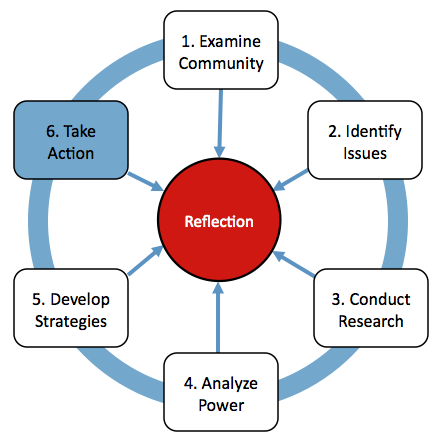 1. Examine
Community
2. Identify
Issues
3. Conduct
Research
4. Analyze
Power
5. Develop
Strategies
6. Take
Action
Reflection